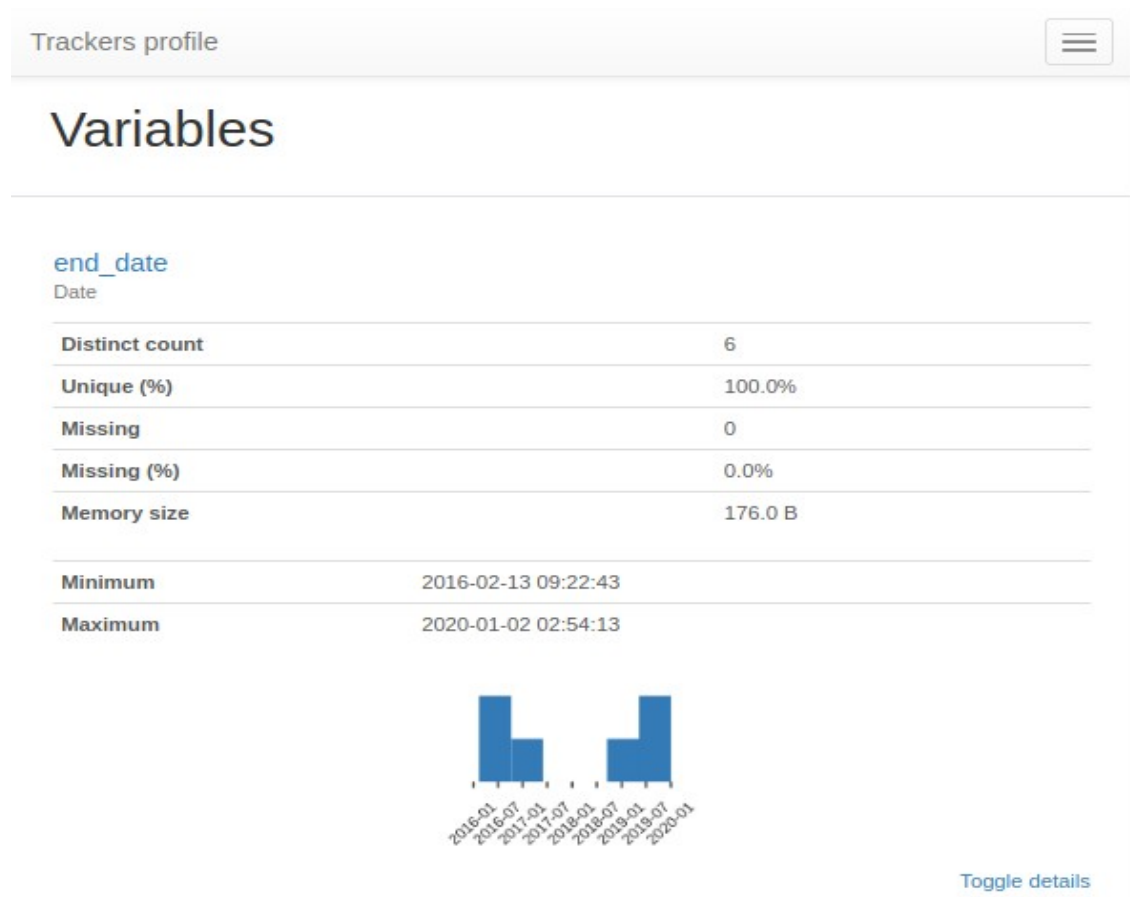 Trackers profile
Variables
end_date
Date
Distinct count 6
Unique (%) 100.0%
Missing 0
Missing (%) 0.0%
Memory size 176.0 B
Minimum 2016-02-13 09:22:43
Maximum 2020-01-02 02:54:13
2016-01 2016-07 2017-01 2017-07 2018-01 2018-07 2019-01 2019-07 2020-01
Toggle details